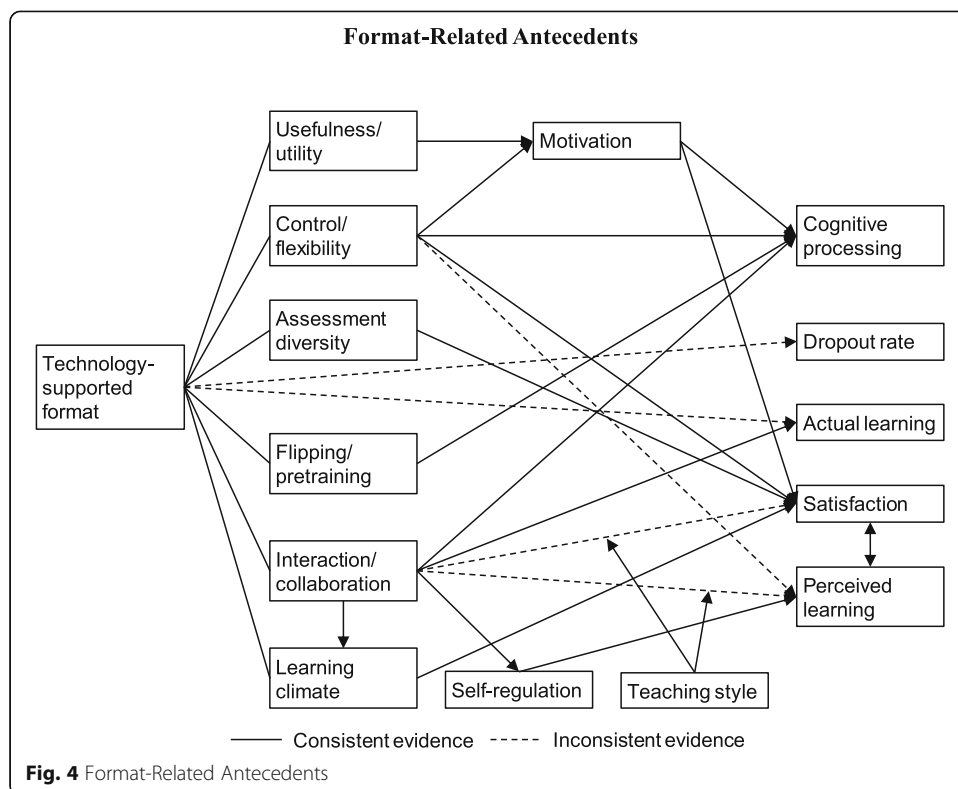 Format-Related Antecedents
Usefulness/
utility
Motivation
Control/
flexibility
Cognitive
processing
Assessment
diversity
Dropout rate
Technology-
supported
format
Actual learning
Flipping/
pretraining
Satisfaction
Interaction/
collaboration
Perceived
learning
Learning
climate
Self-regulation
Teaching style
Consistent evidence
Inconsistent evidence
Fig. 4 Format-Related Antecedents